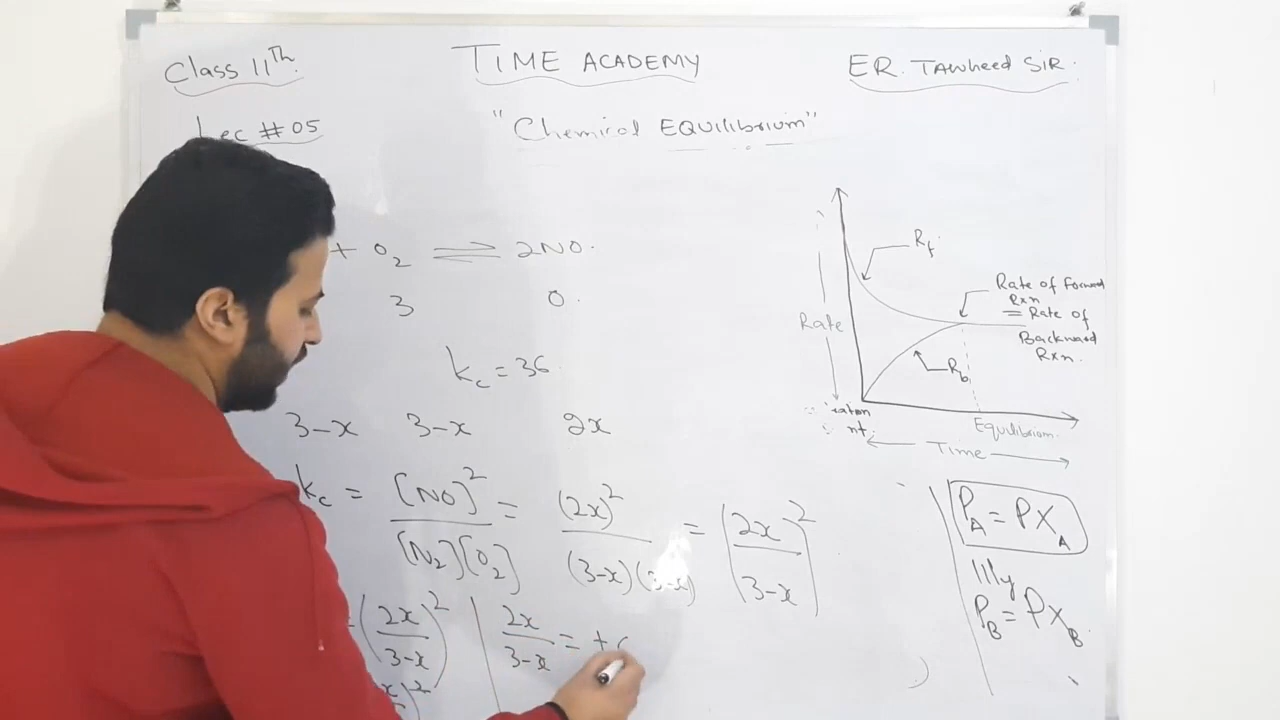 Class 11Th
TIME ACADEMY
ER. Tawheed SIR.
Lec # 05
"Chemical EQUilibrium"
+ O2 ⇌ 2NO.
3 0.
Kc = 36.
3-x 3-x 2x
Kc = [NO]² / [N2][O2] = (2x)² / (3-x)(3-x) = (2x / 3-x)²
(2x / 3-x)² | 2x / 3-x = +
Rf
Rate of Forward
Rxn
= Rate of
Backward
Rxn.
Rate
Rb
Equilibrium.
Time
PA = PXA
lllly
PB = PXB